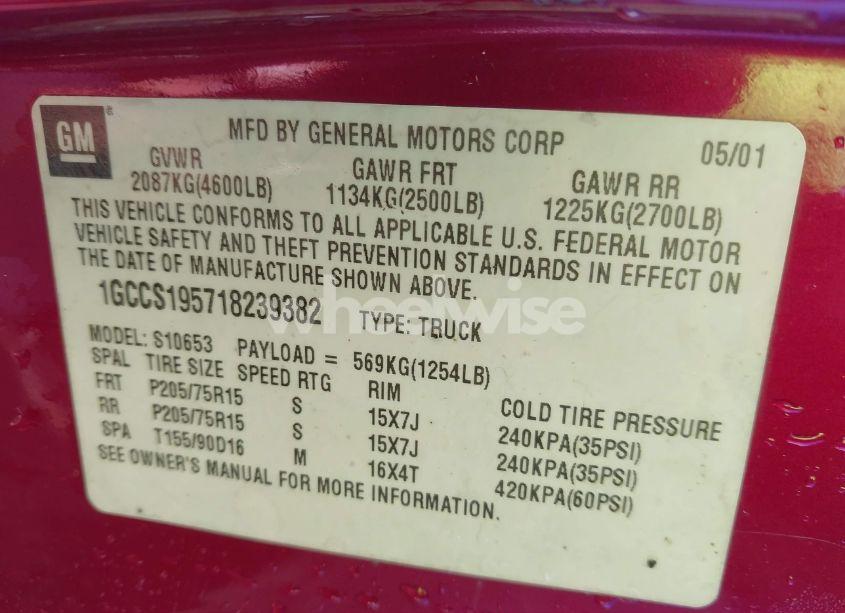 GM ®
MFD BY GENERAL MOTORS CORP 05/01
GVWR GAWR FRT GAWR RR
2087KG(4600LB) 1134KG(2500LB) 1225KG(2700LB)
THIS VEHICLE CONFORMS TO ALL APPLICABLE U.S. FEDERAL MOTOR
VEHICLE SAFETY AND THEFT PREVENTION STANDARDS IN EFFECT ON
THE DATE OF MANUFACTURE SHOWN ABOVE.
1GCCS195718239382 TYPE: TRUCK
wheelwise
MODEL: S10653 PAYLOAD = 569KG(1254LB)
SPAL TIRE SIZE SPEED RTG RIM COLD TIRE PRESSURE
FRT P205/75R15 S 15X7J 240KPA(35PSI)
RR P205/75R15 S 15X7J 240KPA(35PSI)
SPA T155/90D16 M 16X4T 420KPA(60PSI)
SEE OWNER'S MANUAL FOR MORE INFORMATION.